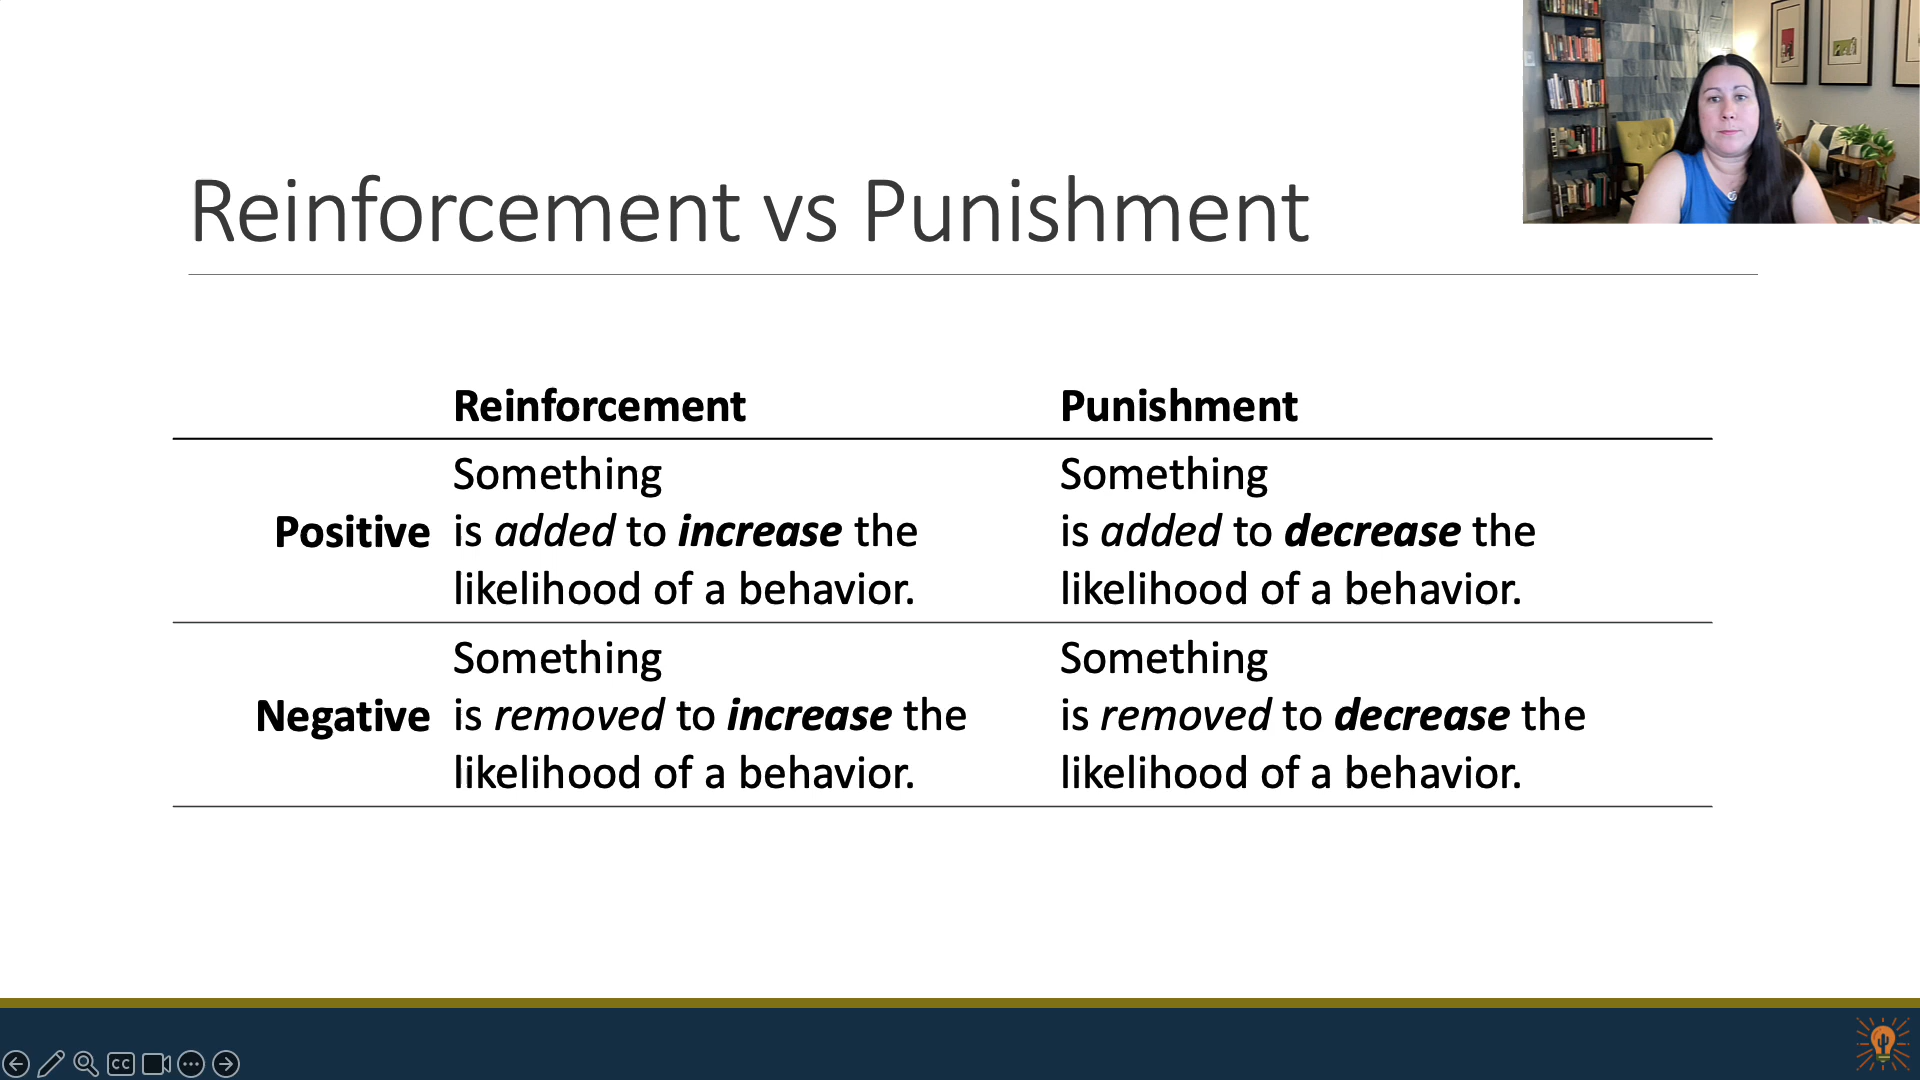 Reinforcement vs Punishment
Reinforcement
Punishment
Positive
Something
is added to increase the
likelihood of a behavior.
Something
is added to decrease the
likelihood of a behavior.
Negative
Something
is removed to increase the
likelihood of a behavior.
Something
is removed to decrease the
likelihood of a behavior.
CC